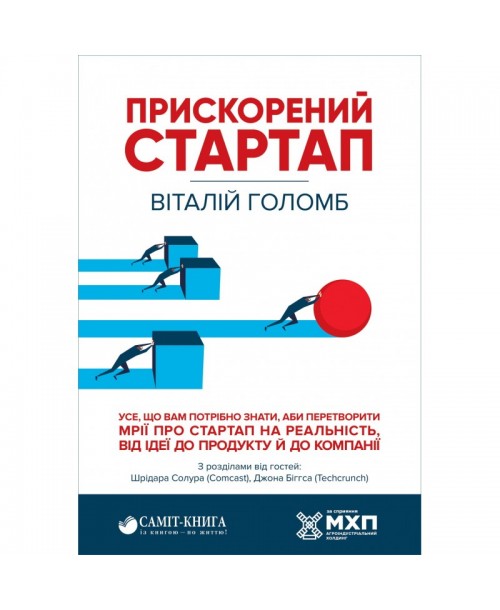 ПРИСКОРЕНИЙ
СТАРТАП
ВІТАЛІЙ ГОЛОМБ
УСЕ, ЩО ВАМ ПОТРІБНО ЗНАТИ, АБИ ПЕРЕТВОРИТИ
МРІЇ ПРО СТАРТАП НА РЕАЛЬНІСТЬ,
ВІД ІДЕЇ ДО ПРОДУКТУ Й ДО КОМПАНІЇ
З розділами від гостей:
Шрідара Солура (Comcast), Джона Біггса (Techcrunch)
САМІТ-КНИГА
із книгою—по життю!
за сприяння
МХП
АГРОІНДУСТРІАЛЬНИЙ
ХОЛДИНГ